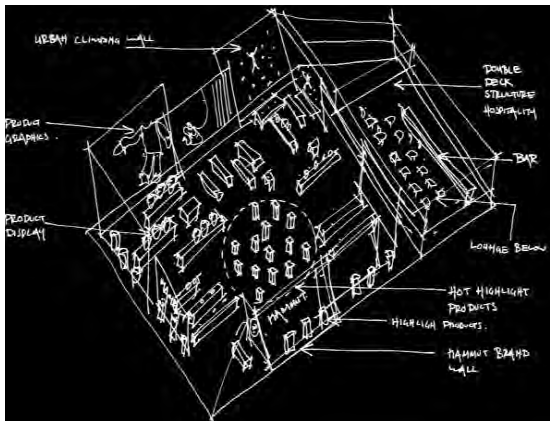 URBAN CLIMBING WALL
PRODUCT
GRAPHICS.
PRODUCT
DISPLAY
DOUBLE
DECK
STRUCTURE
HOSPITALITY
BAR
LOUNGE BELOW
HOT HIGHLIGHT
PRODUCTS
HIGHLIGH PRODUCTS.
MAMMUT BRAND
WALL
MAMMUT